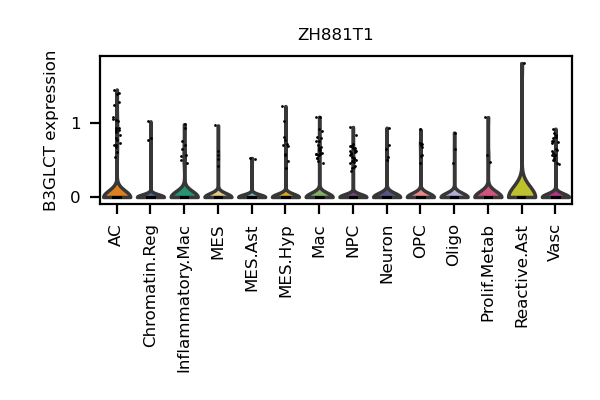 ZH881T1
B3GLCT expression
1
0
AC
Chromatin.Reg
Inflammatory.Mac
MES
MES.Ast
MES.Hyp
Mac
NPC
Neuron
OPC
Oligo
Prolif.Metab
Reactive.Ast
Vasc